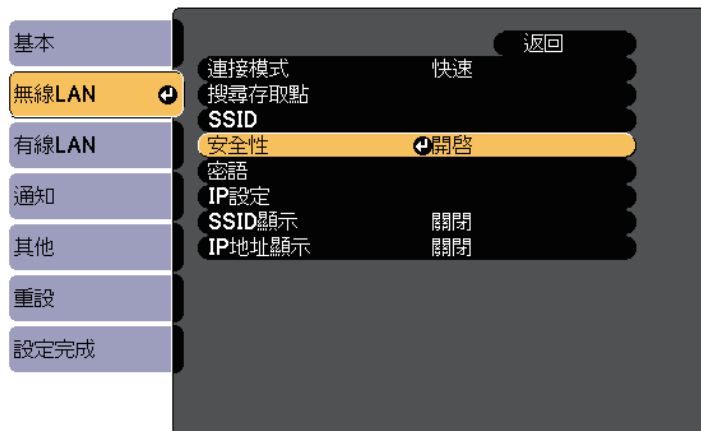 基本
無線LAN
有線LAN
通知
其他
重設
設定完成
返回
連接模式 快速
搜尋存取點
SSID
安全性 開啓
密語
IP設定
SSID顯示 關閉
IP地址顯示 關閉